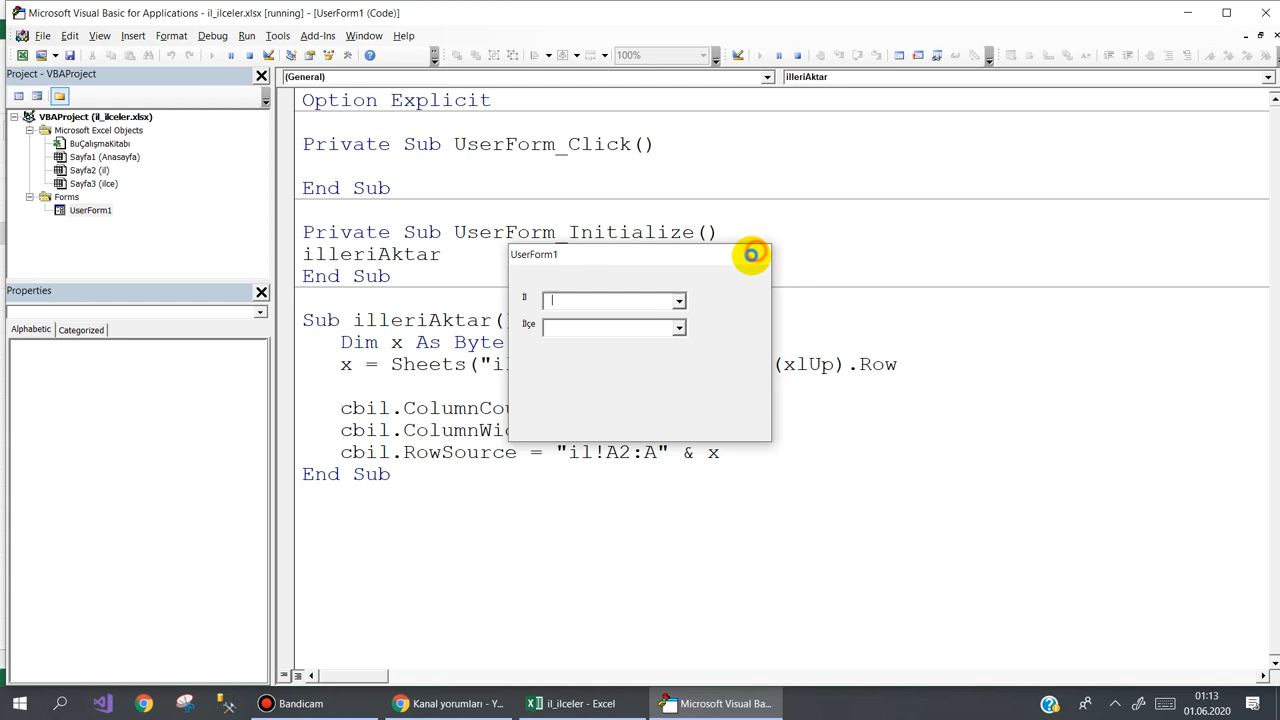 Microsoft Visual Basic for Applications - il_ilceler.xlsx [running] - [UserForm1 (Code)]
File Edit View Insert Format Debug Run Tools Add-Ins Window Help
100%
Project - VBAProject
(General)
illeriAktar
VBAProject (il_ilceler.xlsx)
Microsoft Excel Objects
BuÇalışmaKitabı
Sayfa1 (Anasayfa)
Sayfa2 (il)
Sayfa3 (ilce)
Forms
UserForm1
Properties
Alphabetic Categorized
Option Explicit
Private Sub UserForm_Click()
End Sub
Private Sub UserForm_Initialize()
illeriAktar
End Sub
Sub illeriAktar(
Dim x As Byte
x = Sheets("il
(xlUp).Row
cbil.ColumnCou
cbil.ColumnWi
cbil.RowSource = "il!A2:A" & x
End Sub
UserForm1
İl
İlçe
Bandicam
Kanal yorumları - Y...
il_ilceler - Excel
Microsoft Visual Ba...
01:13
01.06.2020